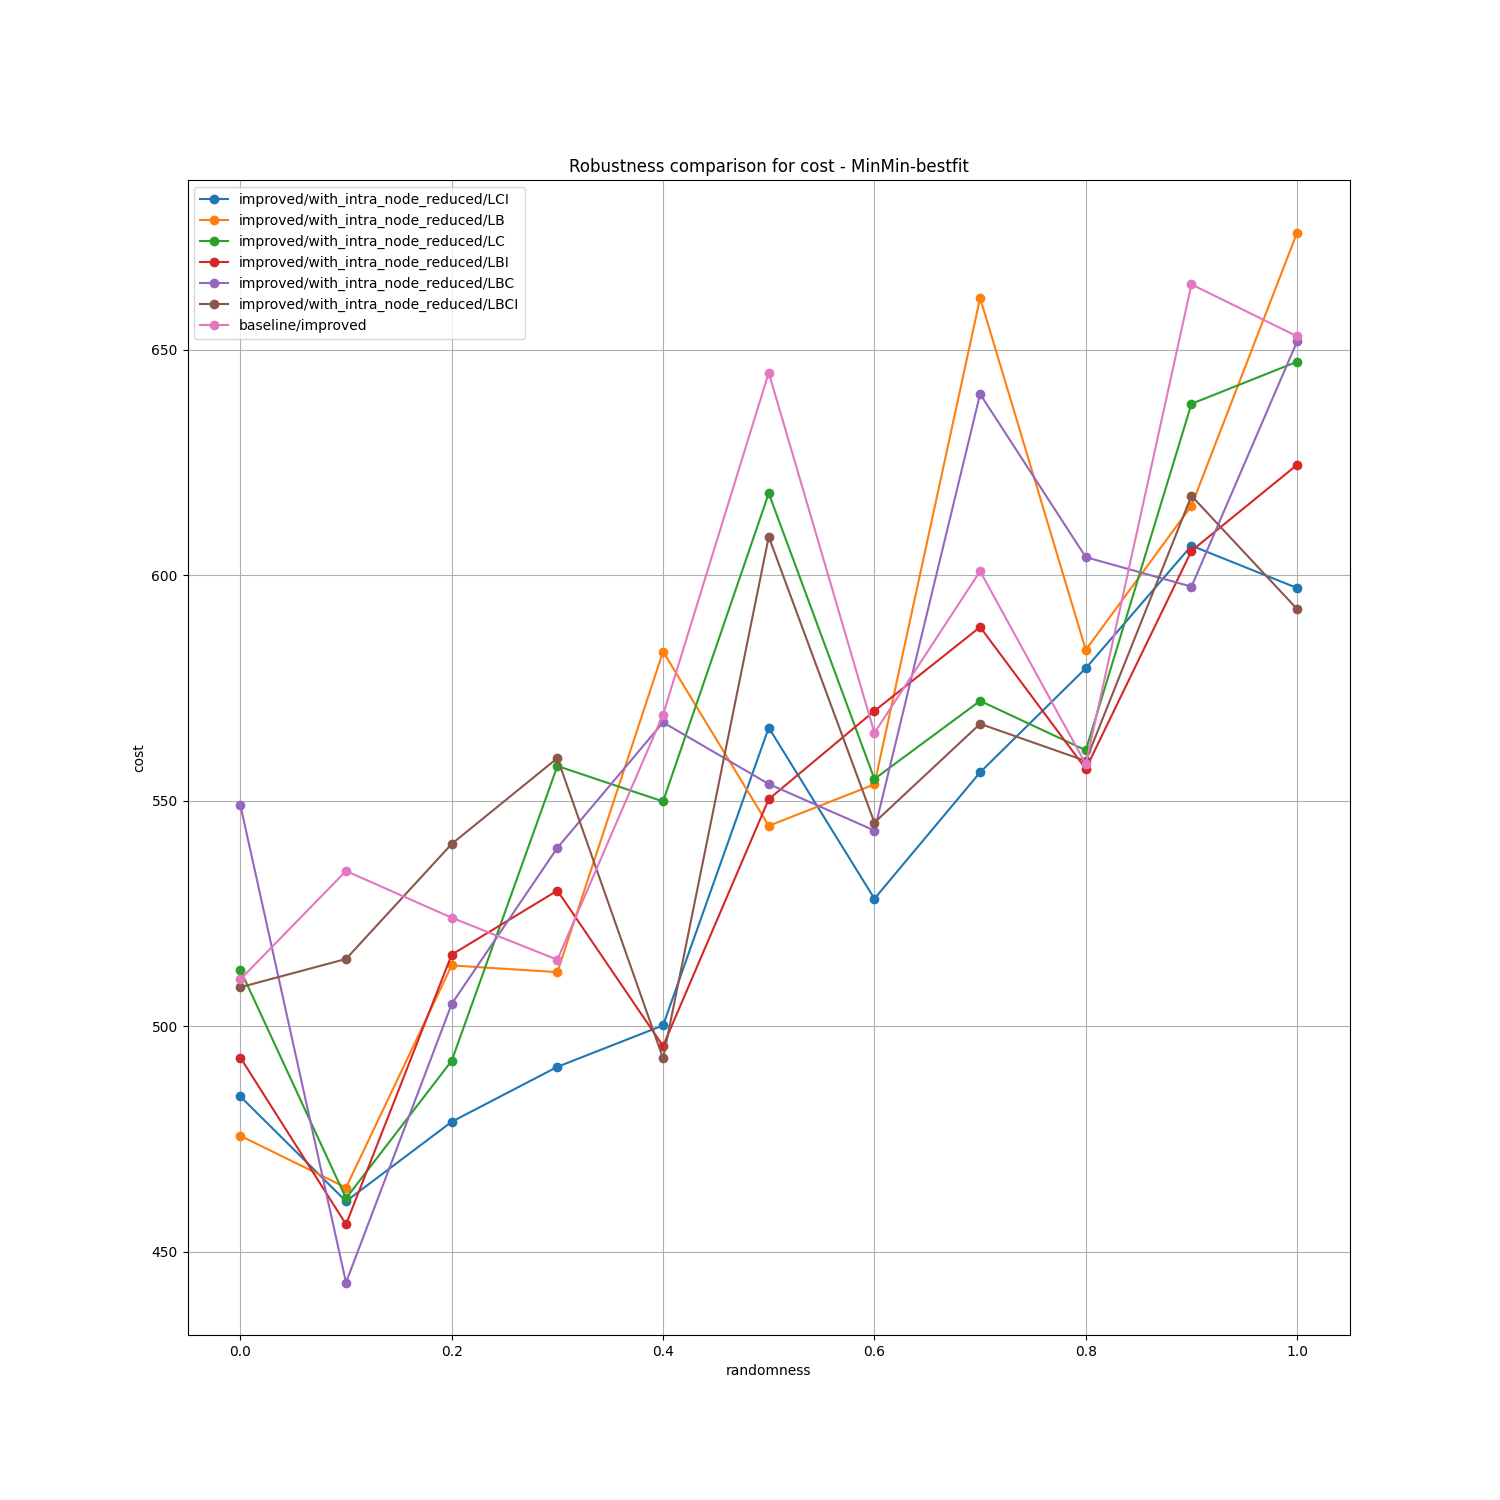 Robustness comparison for cost - MinMin-bestfit
improved/with_intra_node_reduced/LCI
improved/with_intra_node_reduced/LB
improved/with_intra_node_reduced/LC
improved/with_intra_node_reduced/LBI
improved/with_intra_node_reduced/LBC
improved/with_intra_node_reduced/LBCI
baseline/improved
650
600
550
500
450
cost
0.0 0.2 0.4 0.6 0.8 1.0
randomness